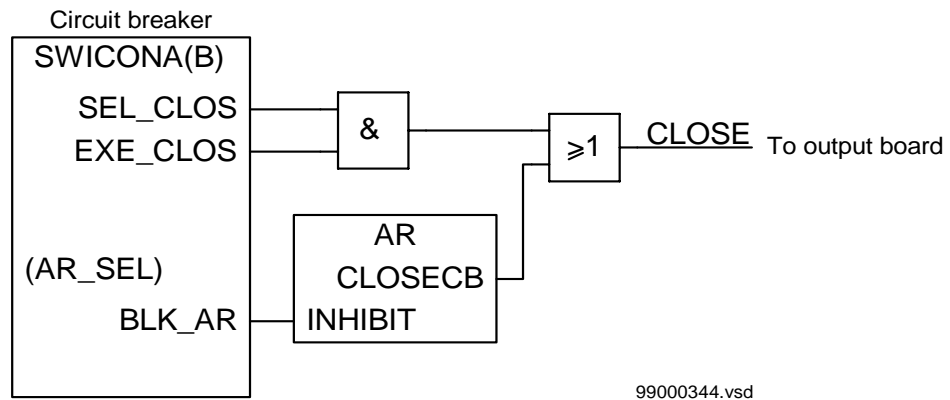 Circuit breaker
SWICONA(B)
SEL_CLOS
EXE_CLOS
&
≥1
CLOSE
To output board
AR
(AR_SEL)
CLOSECB
BLK_AR
INHIBIT
99000344.vsd